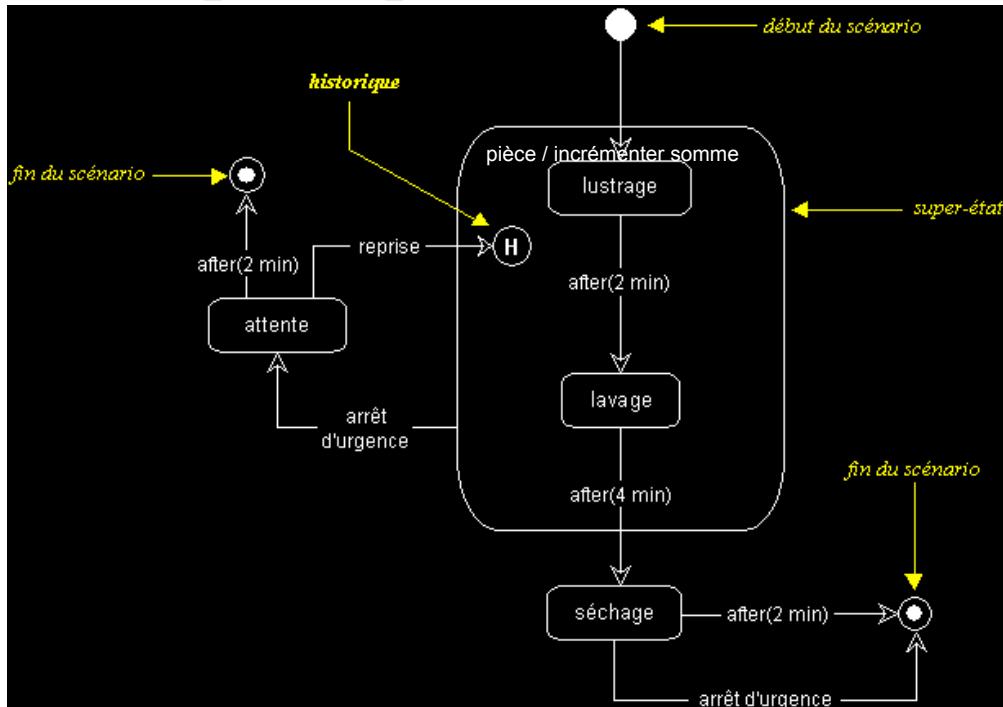 début du scénario
historique
pièce / incrémenter somme
fin du scénario
lustrage
super-état
reprise
H
after(2 min)
after(2 min)
attente
lavage
arrêt
d'urgence
fin du scénario
after(4 min)
séchage
after(2 min)
arrêt d'urgence